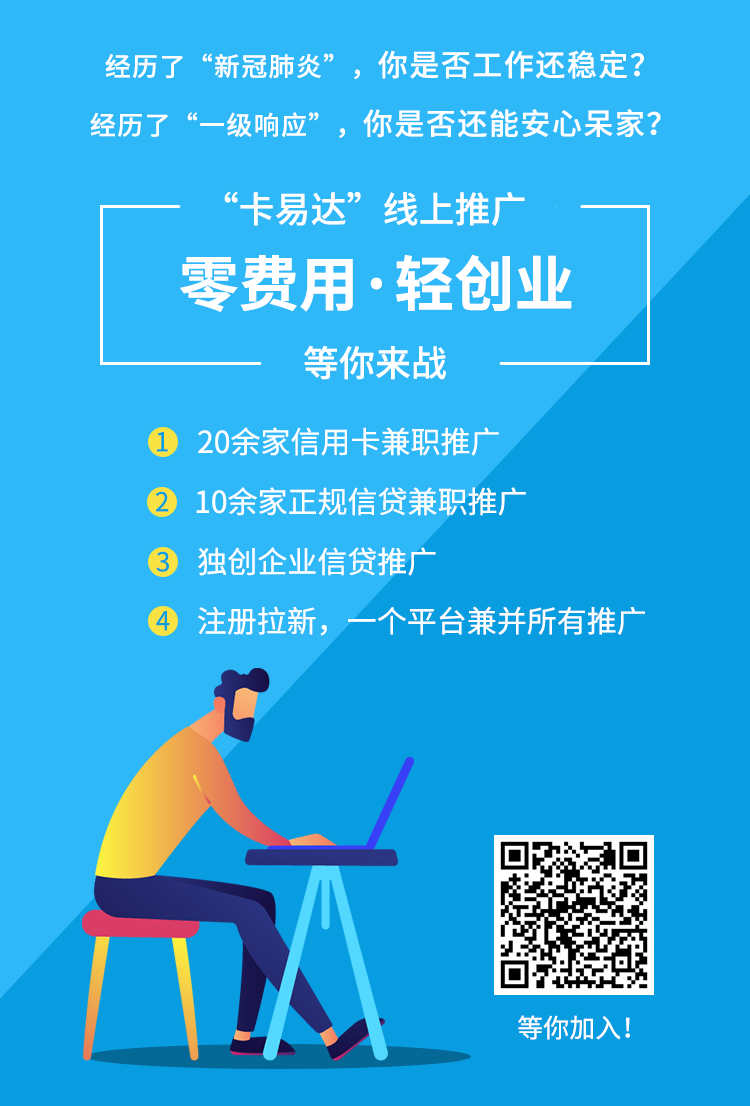 经历了“新冠肺炎”，你是否工作还稳定？
经历了“一级响应”，你是否还能安心呆家？
“卡易达”线上推广
零费用·轻创业
等你来战
1 20余家信用卡兼职推广
2 10余家正规信贷兼职推广
3 独创企业信贷推广
4 注册拉新，一个平台兼并所有推广
等你加入！